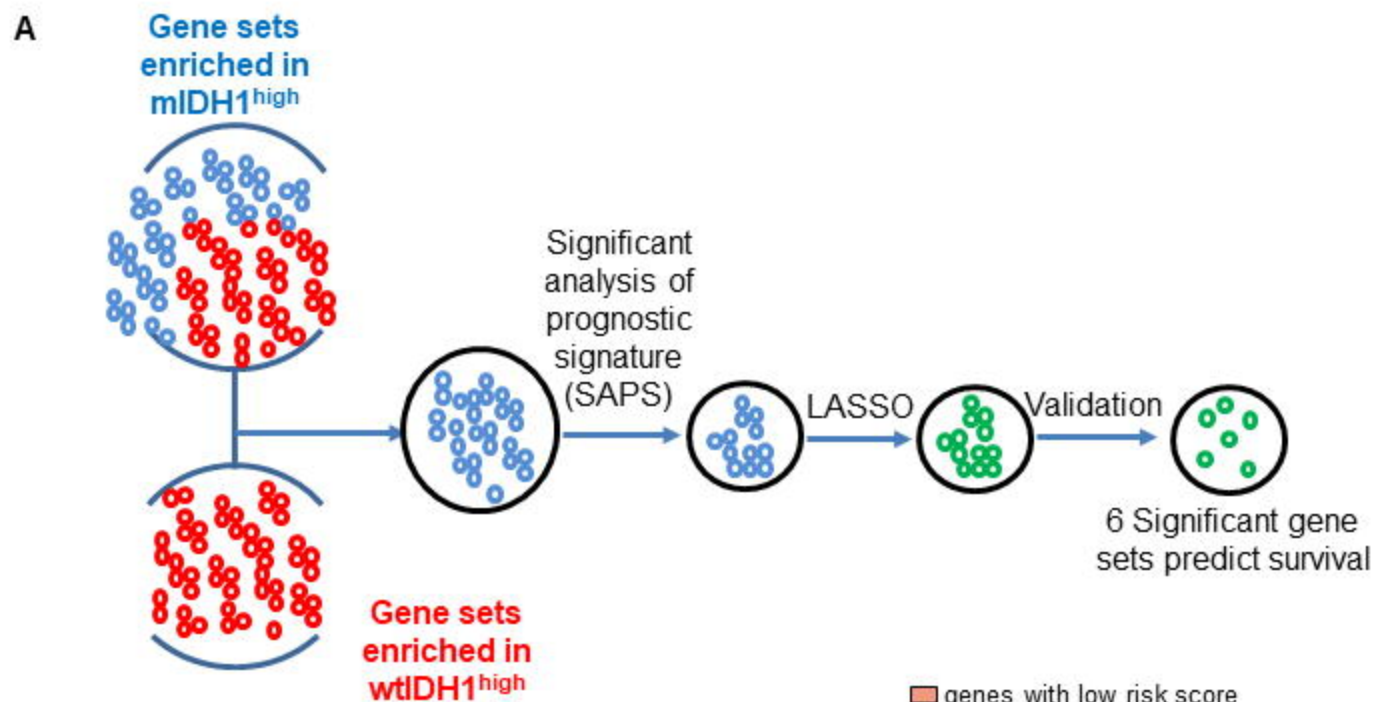 A
Gene sets
enriched in
mIDH1high
Significant
analysis of
prognostic
signature
(SAPS)
LASSO
Validation
6 Significant gene
sets predict survival
Gene sets
enriched in
wtIDH1high
genes with low risk score